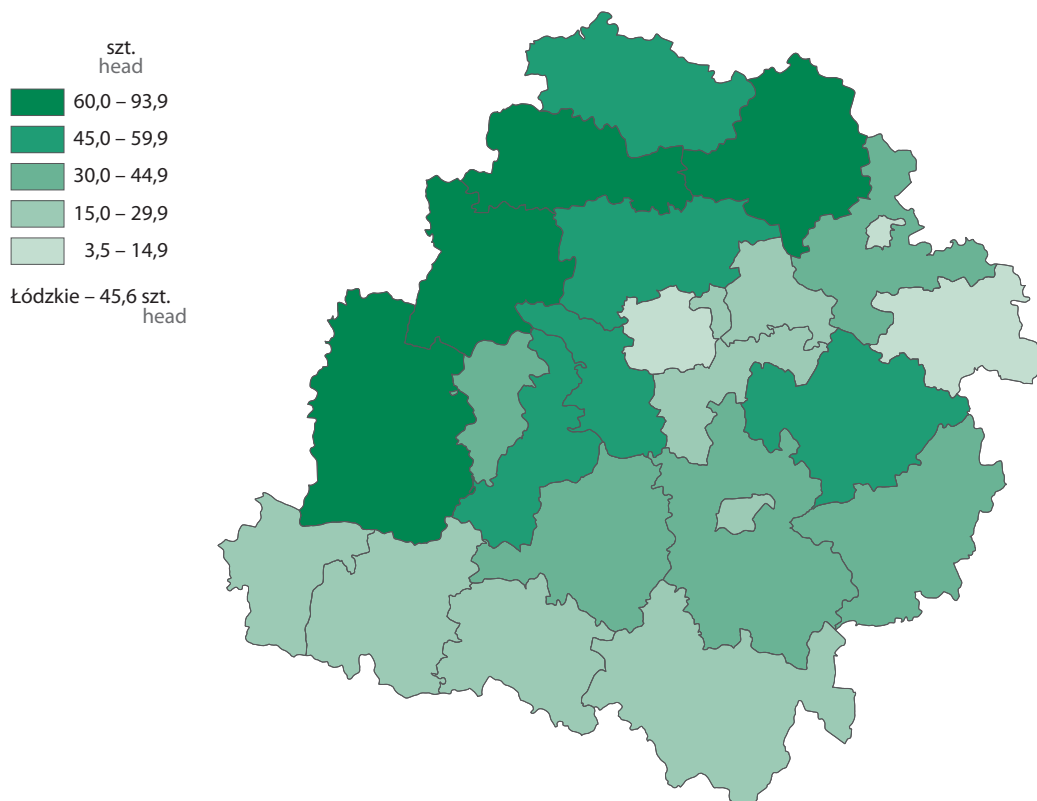 szt.
head
60,0 – 93,9
45,0 – 59,9
30,0 – 44,9
15,0 – 29,9
3,5 – 14,9
Łódzkie – 45,6 szt.
head